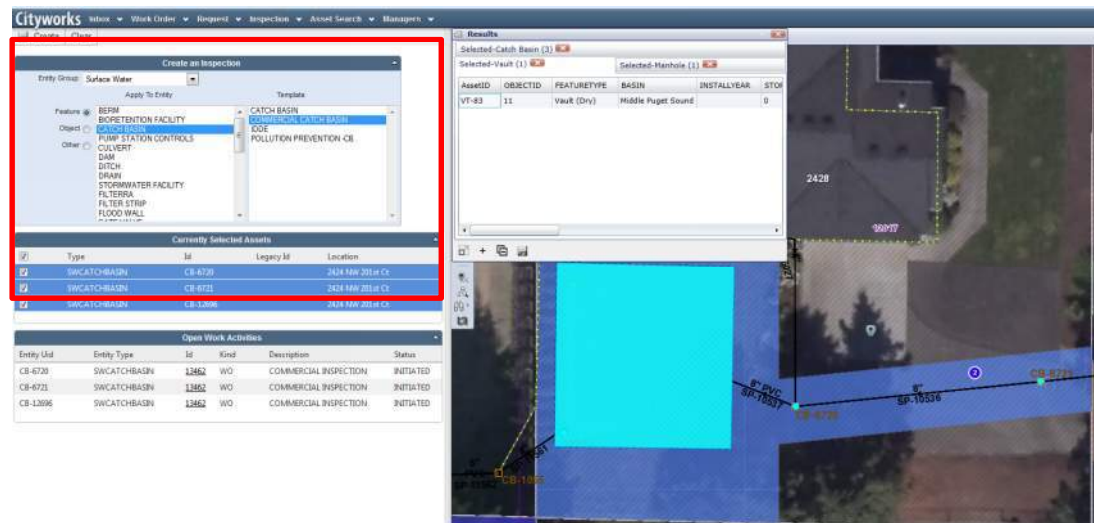 Cityworks Inbox Work Order Request Inspection Asset Search Managers
Create Clear
Create an Inspection
Entity Group: Surface Water
Apply To Entity Template
Feature
Object
Other
BERM
BIORETENTION FACILITY
CATCH BASIN
PUMP STATION CONTROLS
CULVERT
DAM
DITCH
DRAIN
STORMWATER FACILITY
FILTERRA
FILTER STRIP
FLOOD WALL
CATCH BASIN
COMMERCIAL CATCH BASIN
IDDE
POLLUTION PREVENTION -CB
Currently Selected Assets
Type Id Legacy Id Location
SWCATCHBASIN CB-6720 2424 NW 201st Ct
SWCATCHBASIN CB-6721 2424 NW 201st Ct
SWCATCHBASIN CB-12696 2424 NW 201st Ct
Open Work Activities
Entity Uid Entity Type Id Kind Description Status
CB-6720 SWCATCHBASIN 13462 WO COMMERCIAL INSPECTION INITIATED
CB-6721 SWCATCHBASIN 13462 WO COMMERCIAL INSPECTION INITIATED
CB-12696 SWCATCHBASIN 13462 WO COMMERCIAL INSPECTION INITIATED
Results
Selected-Catch Basin (3)
Selected-Vault (1) Selected-Manhole (1)
AssetID OBJECTID FEATURETYPE BASIN INSTALLYEAR STOR
VT-83 11 Vault (Dry) Middle Puget Sound 0
2428
12017
2
8" PVC
SP-10537
CB-6720
8"
SP-10536
CB-6721
8"
PVC